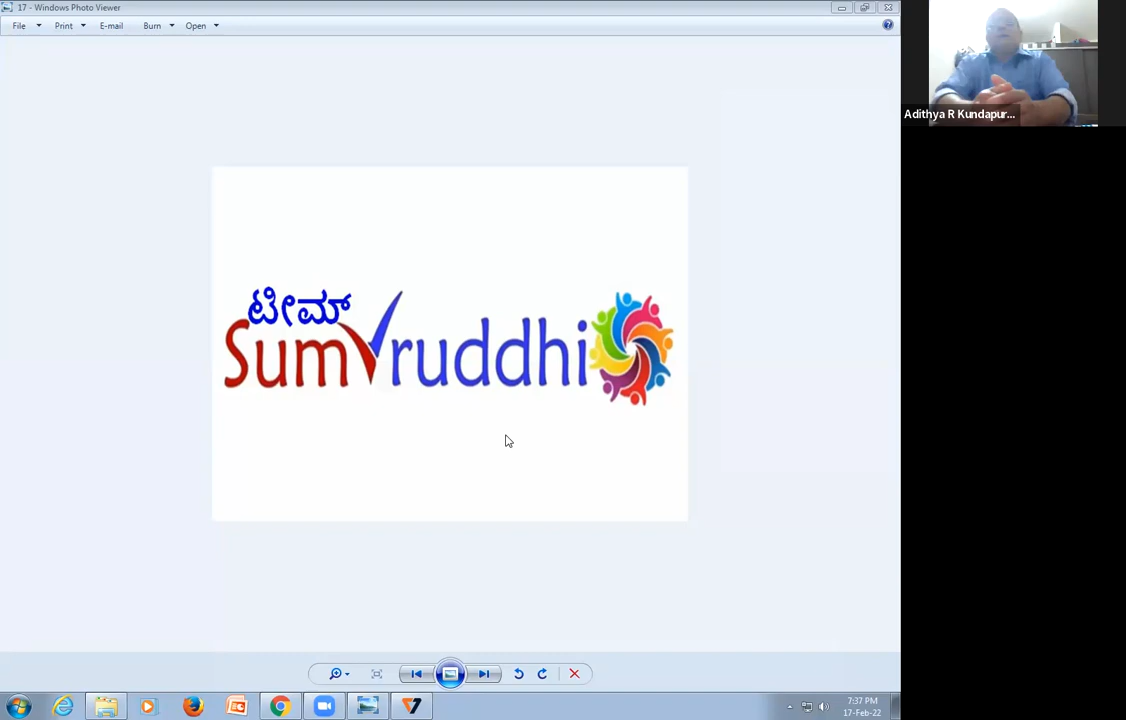 17 - Windows Photo Viewer
File Print E-mail Burn Open
Adithya R Kundapur...
ಟೀಮ್
SumVruddhi
7:37 PM
17-Feb-22